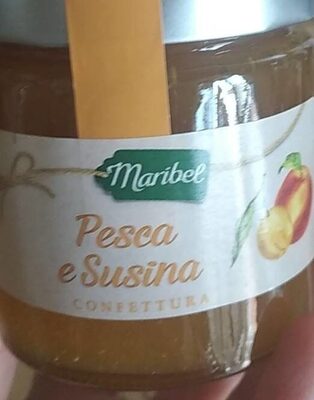 Maribel
Pesca
e Susina
CONFETTURA